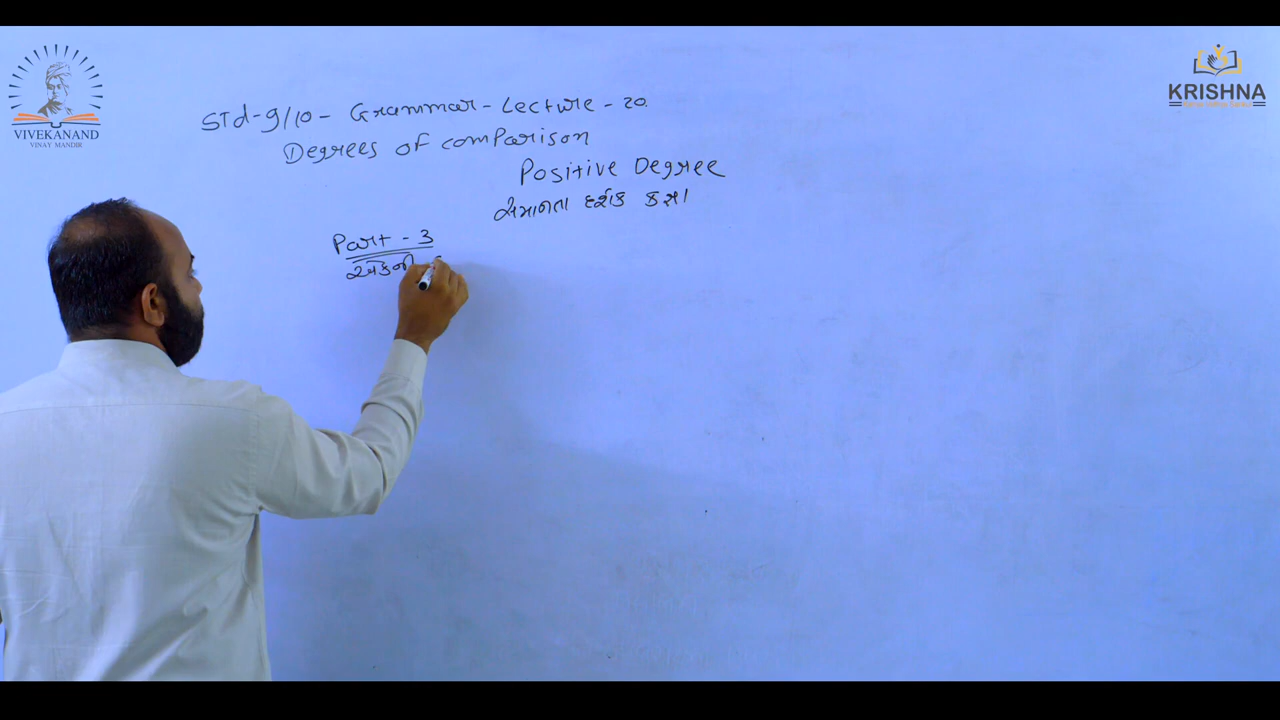 VIVEKANAND
VINAY MANDIR
KRISHNA
STd-9/10 - Grammar - Lecture - 20.
Degrees of comparison
Positive Degree
સમાનતા દર્શક કક્ષા
Part - 3
એકની